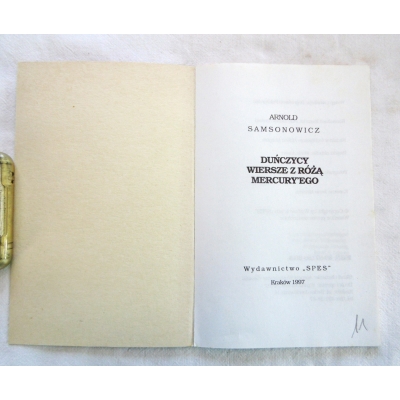 ARNOLD
SAMSONOWICZ
DUŃCZYCY
WIERSZE Z RÓŻĄ
MERCURY'EGO
Wydawnictwo „SPES"
Kraków 1997